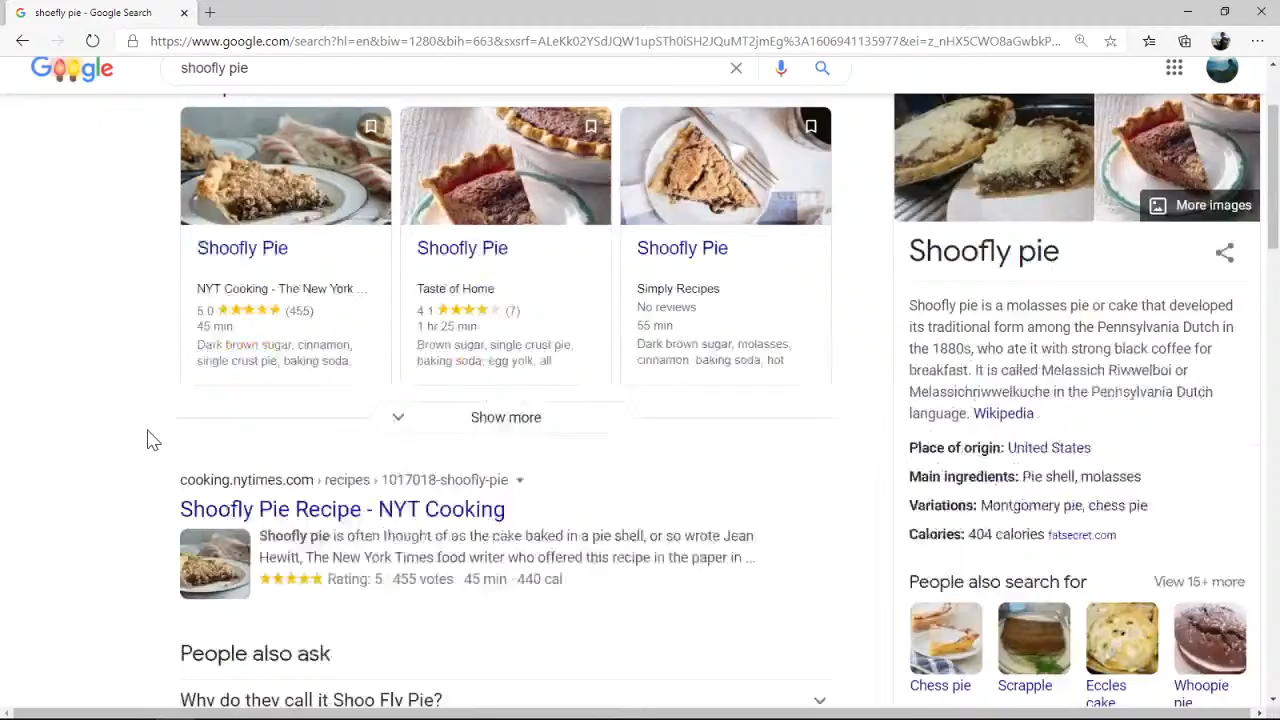 shoefly pie - Google Search
https://www.google.com/search?hl=en&biw=1280&bih=663&sxsrf=ALeKk02YSdJQW1upSTh0iSH2JQuMT2jmEg%3A1606941135977&ei=z_nHX5CWO8aGwbkP...
Google
shoofly pie
Shoofly Pie
NYT Cooking - The New York ...
5.0 (455)
45 min
Dark brown sugar, cinnamon,
single crust pie, baking soda,
Shoofly Pie
Taste of Home
4.1 (7)
1 hr 25 min
Brown sugar, single crust pie,
baking soda, egg yolk, all
Shoofly Pie
Simply Recipes
No reviews
55 min
Dark brown sugar, molasses,
cinnamon baking soda, hot
Show more
cooking.nytimes.com › recipes › 1017018-shoofly-pie
Shoofly Pie Recipe - NYT Cooking
Shoofly pie is often thought of as the cake baked in a pie shell, or so wrote Jean
Hewitt, The New York Times food writer who offered this recipe in the paper in ...
Rating: 5 455 votes 45 min 440 cal
People also ask
Why do they call it Shoo Fly Pie?
More images
Shoofly pie
Shoofly pie is a molasses pie or cake that developed
its traditional form among the Pennsylvania Dutch in
the 1880s, who ate it with strong black coffee for
breakfast. It is called Melassich Riwwelboi or
Melassichriwwelkuche in the Pennsylvania Dutch
language. Wikipedia
Place of origin: United States
Main ingredients: Pie shell, molasses
Variations: Montgomery pie, chess pie
Calories: 404 calories fatsecret.com
People also search for
View 15+ more
Chess pie
Scrapple
Eccles
cake
Whoopie
pie